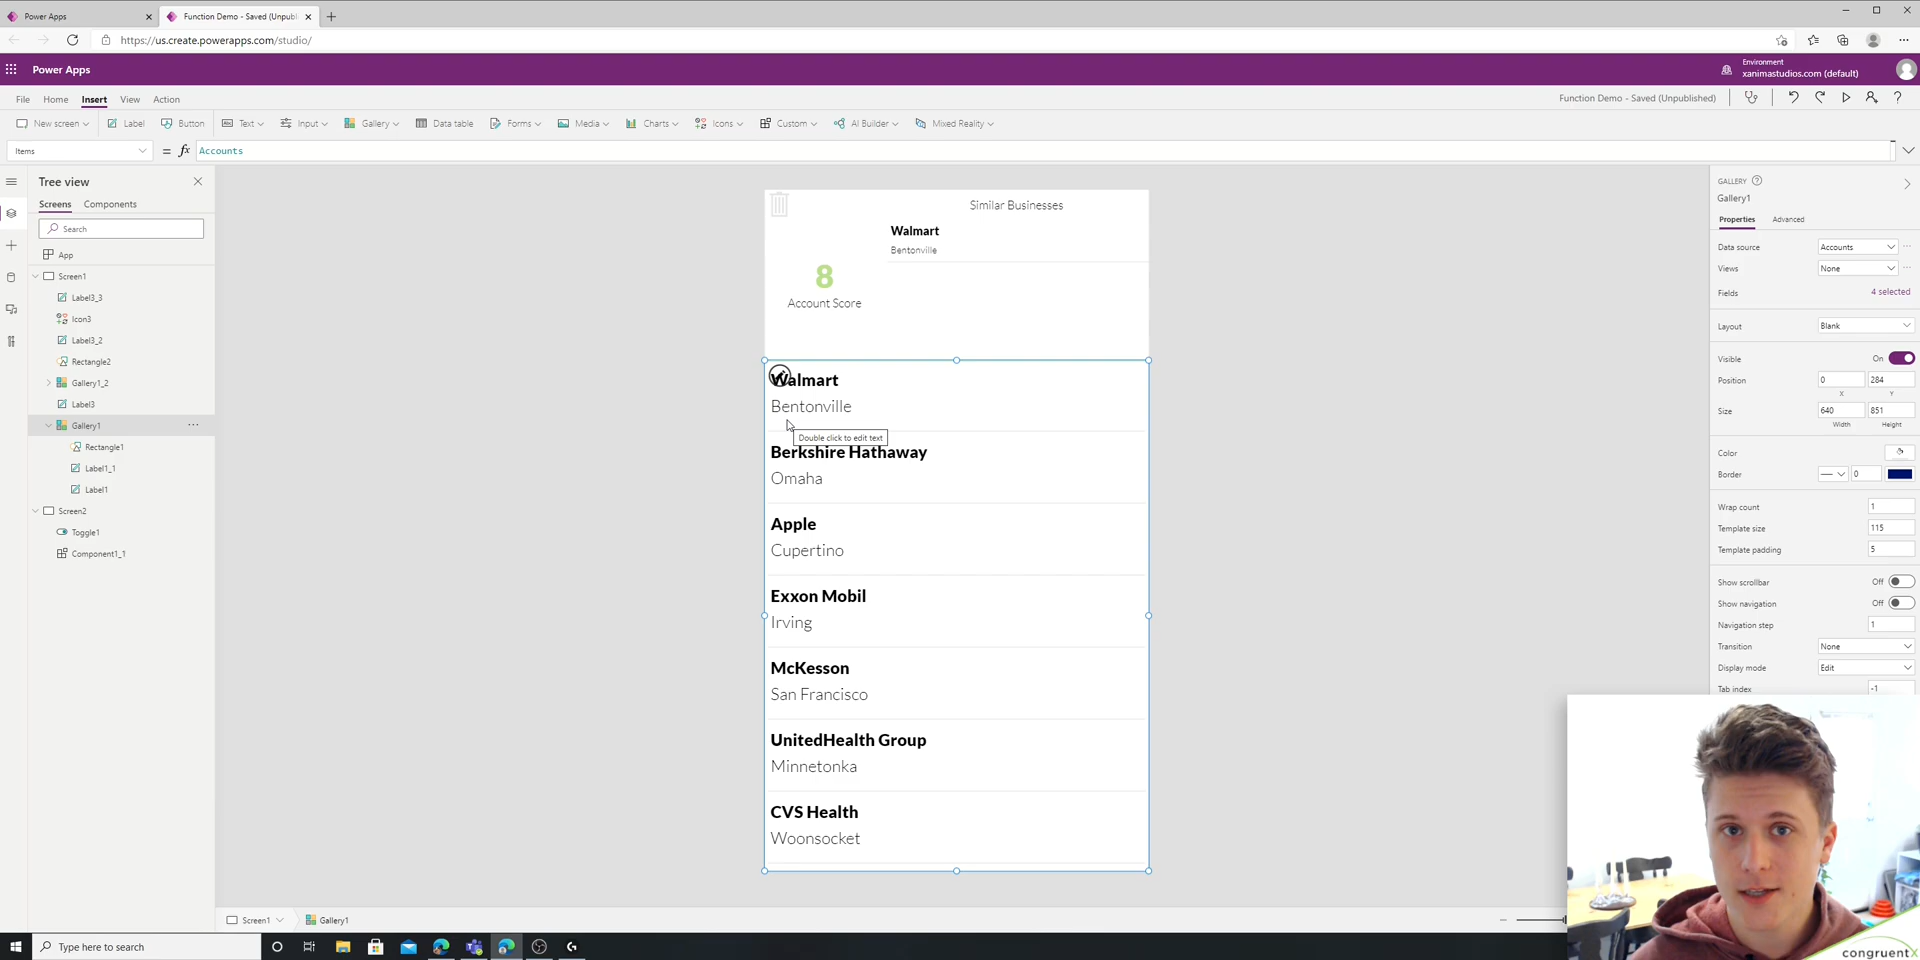 Power Apps
Function Demo - Saved (Unpubl
https://us.create.powerapps.com/studio/
Power Apps
Environment
xanimastudios.com (default)
File Home Insert View Action
Function Demo - Saved (Unpublished)
New screen Label Button Text Input Gallery Data table Forms Media Charts Icons Custom AI Builder Mixed Reality
Items = fx Accounts
Tree view
Screens Components
Search
App
Screen1
Label3_3
Icon3
Label3_2
Rectangle2
Gallery1_2
Label3
Gallery1
Rectangle1
Label1_1
Label1
Screen2
Toggle1
Component1_1
Similar Businesses
Walmart
Bentonville
8
Account Score
Walmart
Bentonville
Double click to edit text
Berkshire Hathaway
Omaha
Apple
Cupertino
Exxon Mobil
Irving
McKesson
San Francisco
UnitedHealth Group
Minnetonka
CVS Health
Woonsocket
GALLERY
Gallery1
Properties Advanced
Data source Accounts
Views None
Fields 4 selected
Layout Blank
Visible On
Position 0 284
X Y
Size 640 851
Width Height
Color
Border 0
Wrap count 1
Template size 115
Template padding 5
Show scrollbar Off
Show navigation Off
Navigation step 1
Transition None
Display mode Edit
Tab index -1
Screen1 Gallery1
Type here to search
congruentX